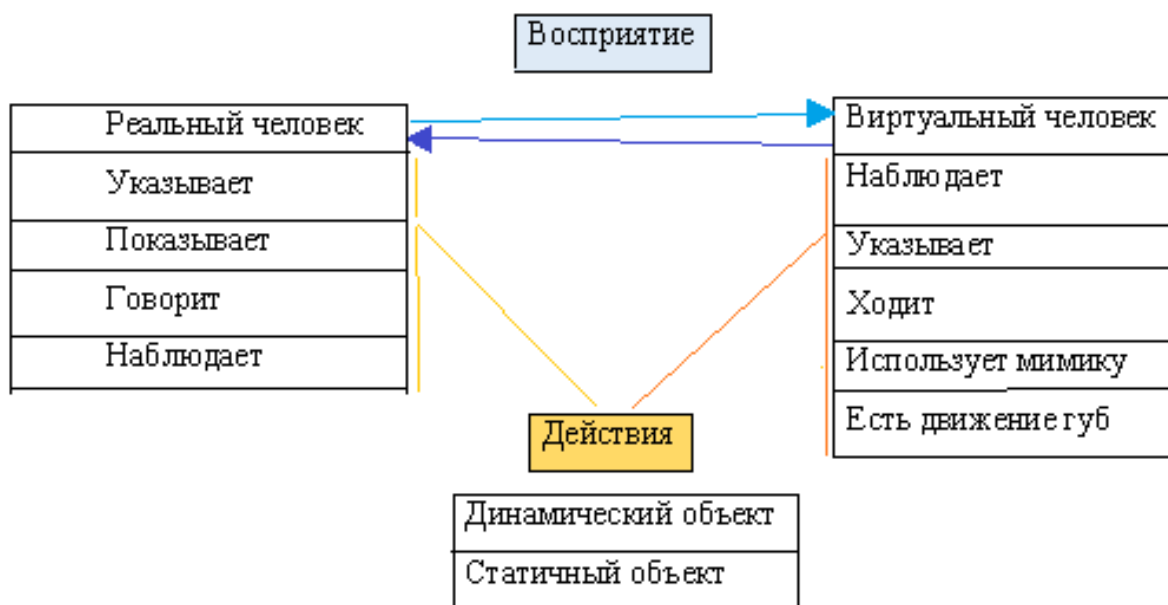 Восприятие
Реальный человек
Указывает
Показывает
Говорит
Наблюдает
Виртуальный человек
Наблюдает
Указывает
Ходит
Использует мимику
Есть движение губ
Действия
Динамический объект
Статичный объект